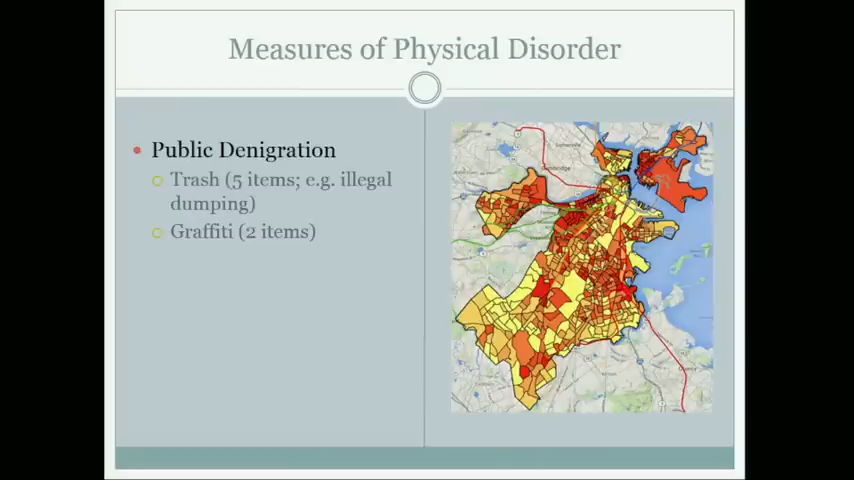 Measures of Physical Disorder
Public Denigration
Trash (5 items; e.g. illegal
dumping)
Graffiti (2 items)